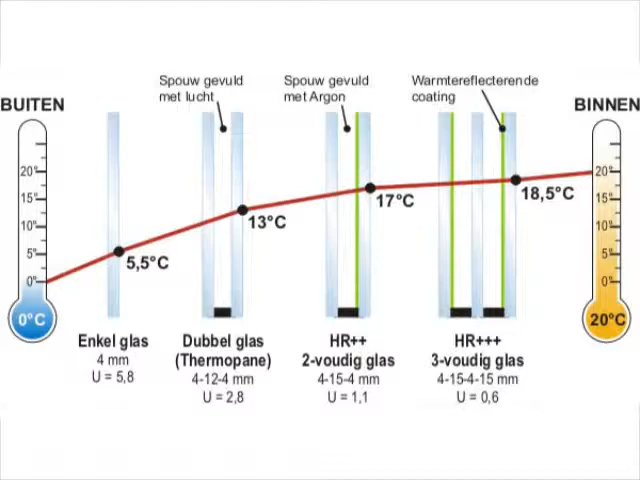 Spouw gevuld
met lucht
Spouw gevuld
met Argon
Warmtereflecterende
coating
BUITEN
BINNEN
20°
15°
10°
5°
0°
0°C
5,5°C
13°C
17°C
18,5°C
20°
15°
10°
5°
0°
20°C
Enkel glas
4 mm
U = 5,8
Dubbel glas
(Thermopane)
4-12-4 mm
U = 2,8
HR++
2-voudig glas
4-15-4 mm
U = 1,1
HR+++
3-voudig glas
4-15-4-15 mm
U = 0,6